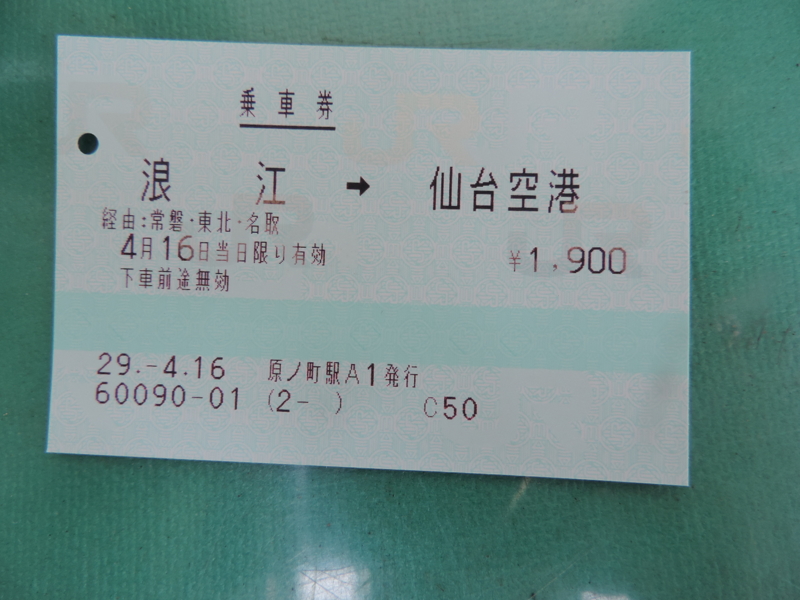 乗車券
浪江 → 仙台空港
経由:常磐・東北・名取
4月16日当日限り有効 ¥1,900
下車前途無効
29.-4.16 原ノ町駅A1発行
60090-01 (2- ) C50